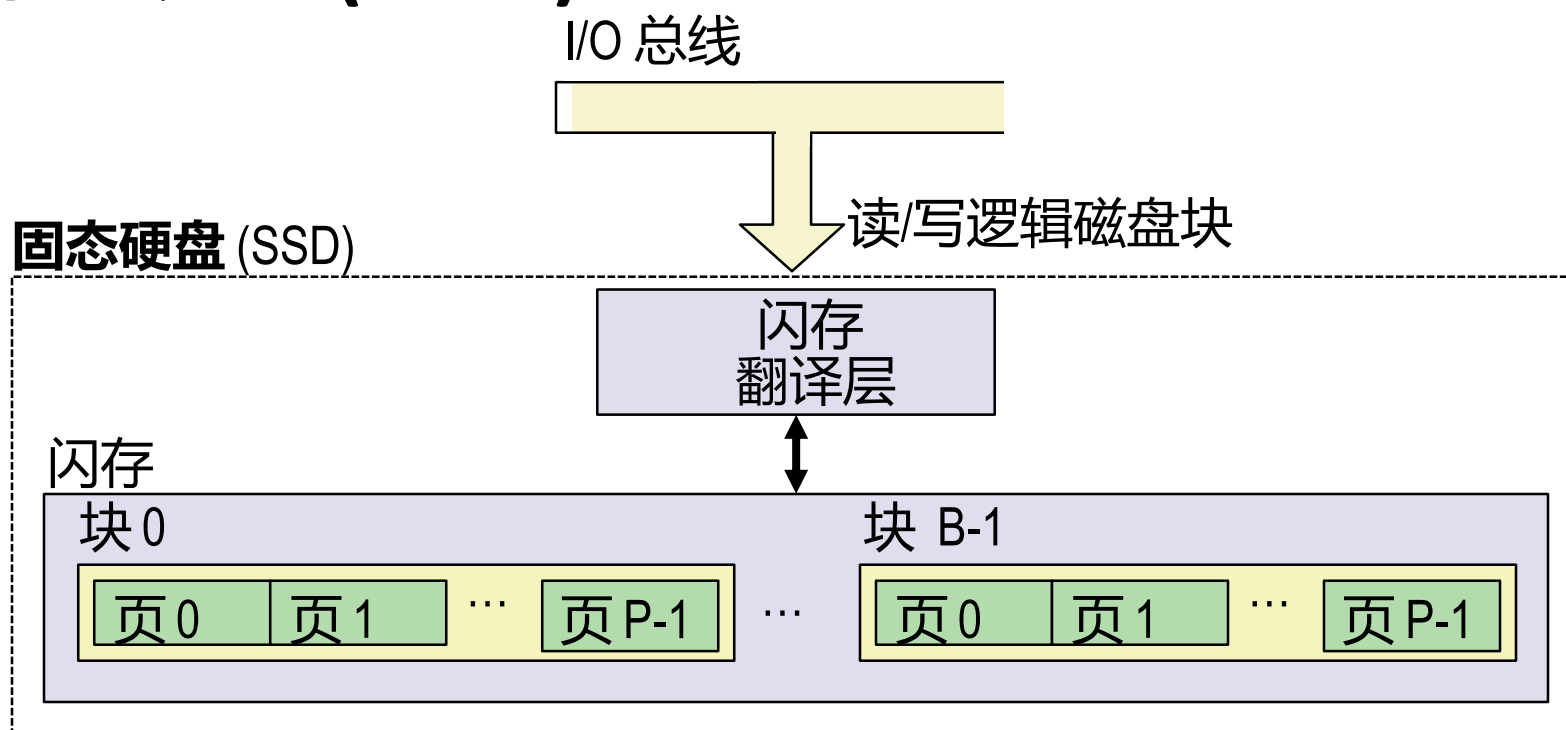 I/O 总线
读/写逻辑磁盘块
固态硬盘 (SSD)
闪存
翻译层
闪存
块 0
块 B-1
页 0 页 1 … 页 P-1 … 页 0 页 1 … 页 P-1